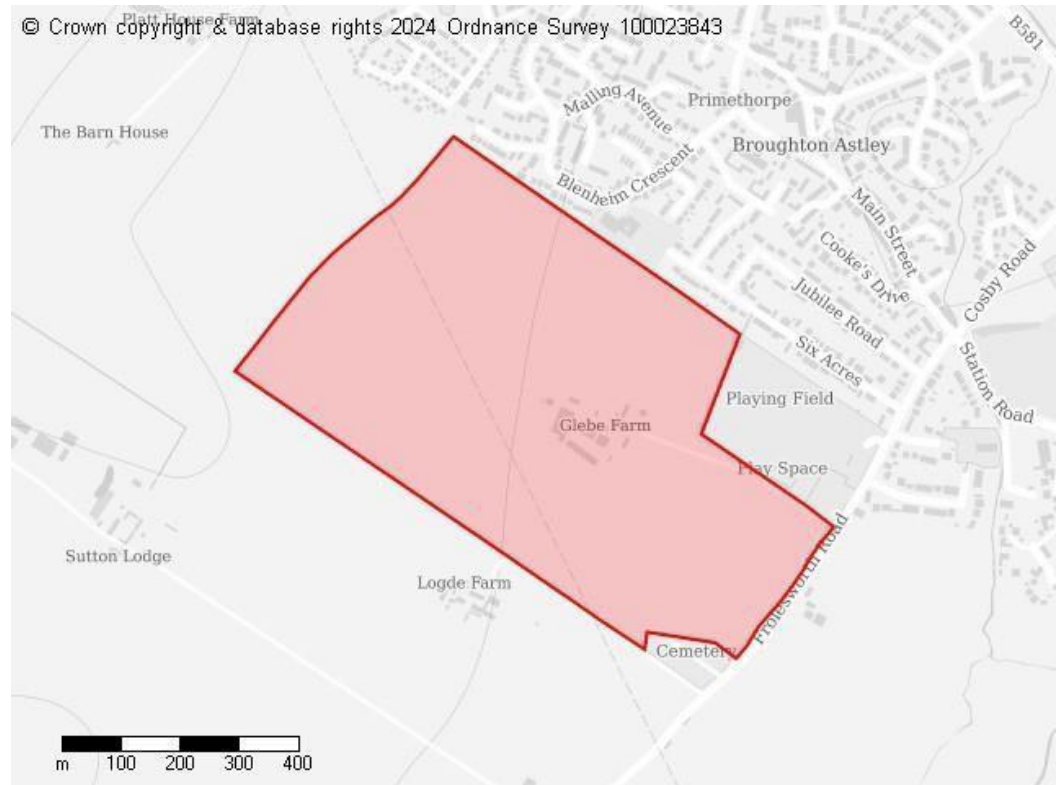 © Crown copyright & database rights 2024 Ordnance Survey 100023843
Platt House Farm
B581
Malling Avenue
Primethorpe
The Barn House
Broughton Astley
Blenheim Crescent
Main Street
Cooke's Drive
Cosby Road
Jubilee Road
Six Acres
Station Road
Playing Field
Glebe Farm
Play Space
Sutton Lodge
Logde Farm
Frolesworth Road
Cemetery
m 100 200 300 400